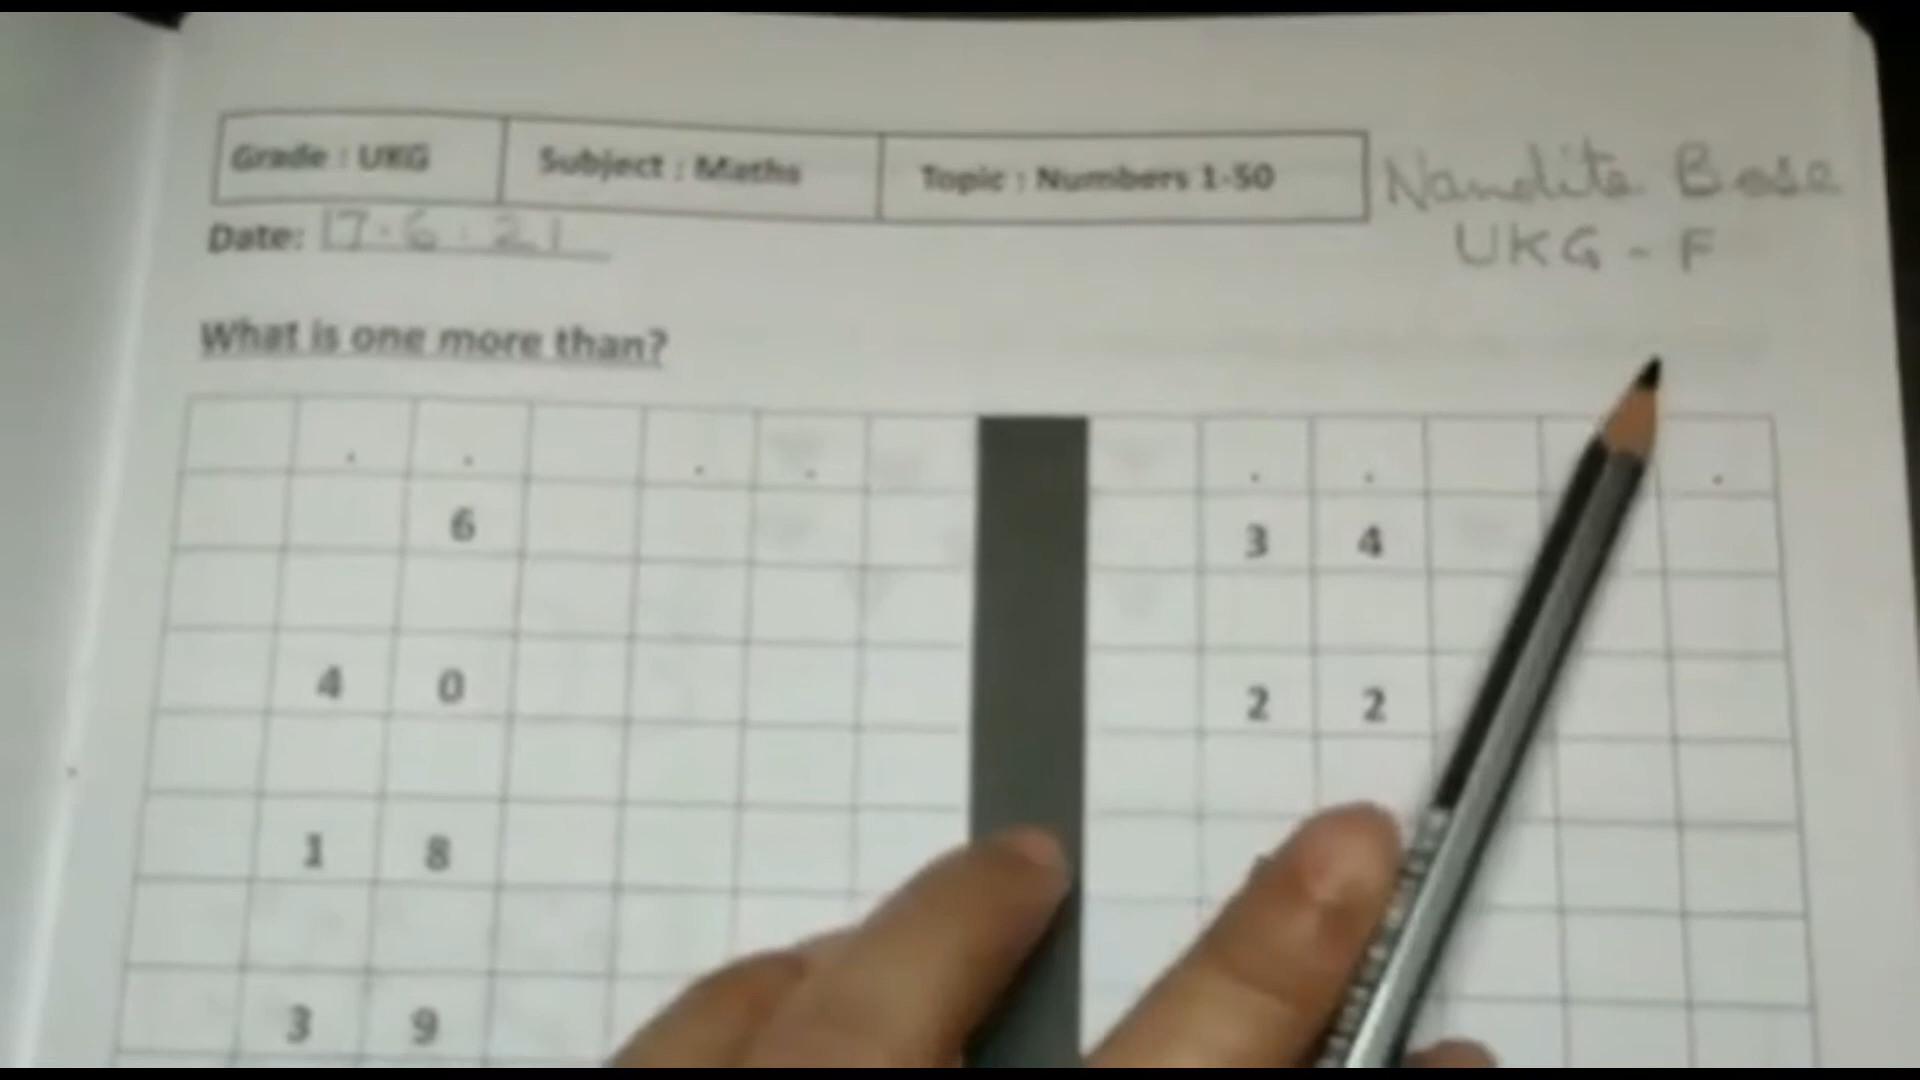 Grade : UKG Subject : Maths Topic : Numbers 1-50
Nandita Bose
UKG - F
Date: 17.6.21
What is one more than?
6 3 4
4 0 2 2
1 8
3 9